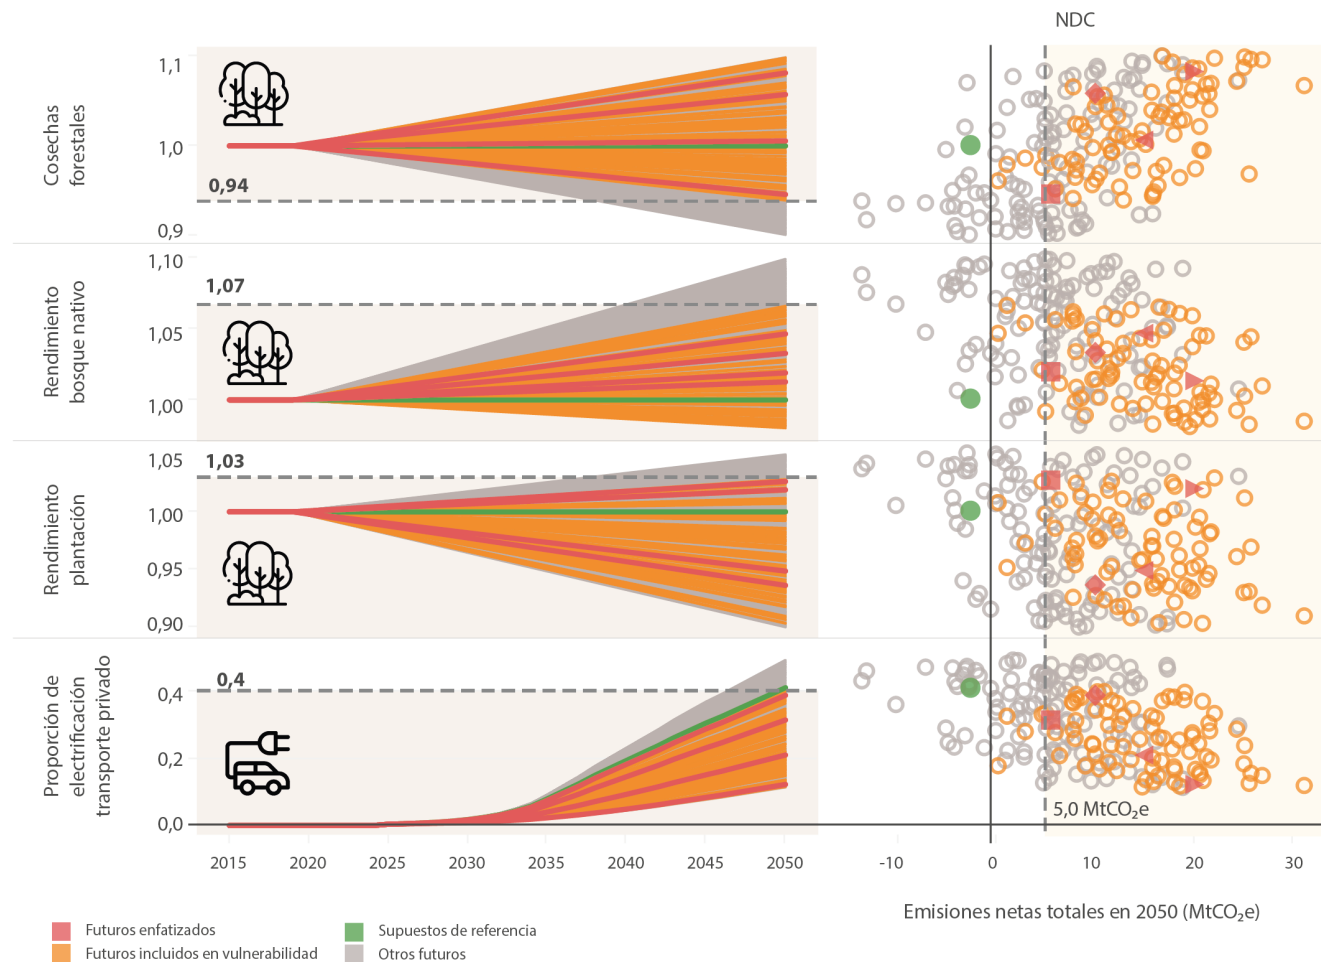 NDC
Cosechas
forestales
1,1
1,0
0,94
0,9
Rendimiento
bosque nativo
1,10
1,07
1,05
1,00
Rendimiento
plantación
1,05
1,03
1,00
0,95
0,90
Proporción de
electrificación
transporte privado
0,4
0,4
0,2
0,0
5,0 MtCO₂e
2015 2020 2025 2030 2035 2040 2045 2050
-10 0 10 20 30
Emisiones netas totales en 2050 (MtCO₂e)
Futuros enfatizados
Supuestos de referencia
Futuros incluidos en vulnerabilidad
Otros futuros